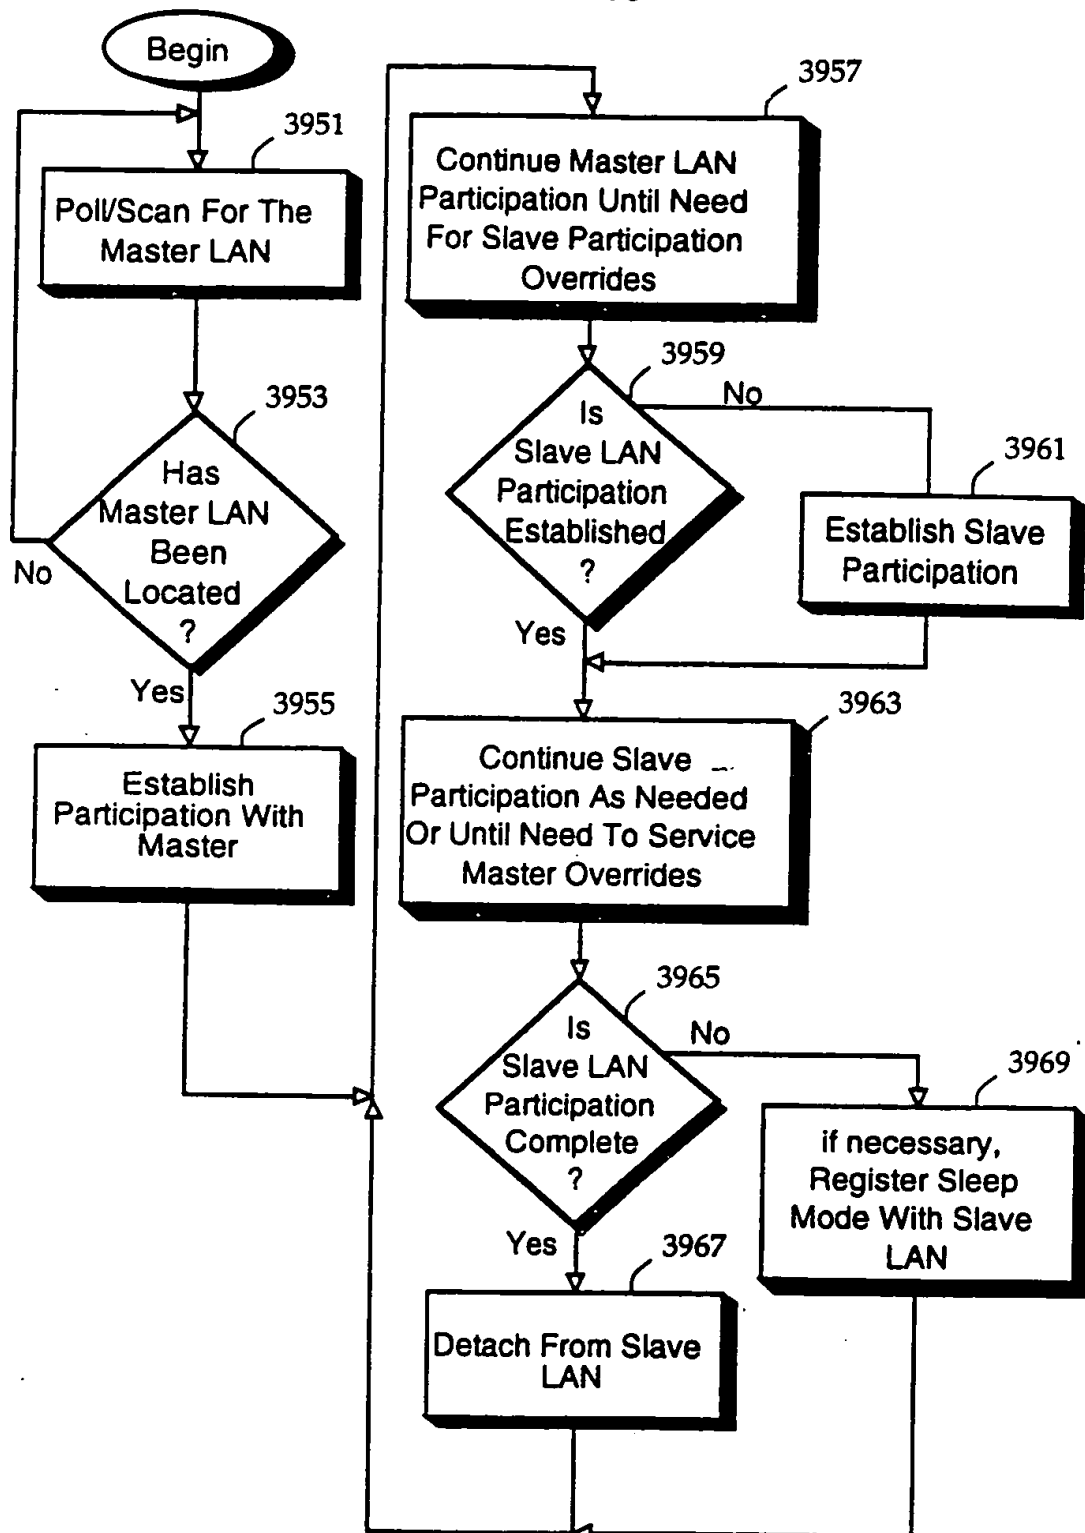 Begin
3951
Poll/Scan For The
Master LAN
3953
Has
Master LAN
Been
Located
?
No
Yes
3955
Establish
Participation With
Master
3957
Continue Master LAN
Participation Until Need
For Slave Participation
Overrides
3959
Is
Slave LAN
Participation
Established
?
No
Yes
3961
Establish Slave
Participation
3963
Continue Slave
Participation As Needed
Or Until Need To Service
Master Overrides
3965
Is
Slave LAN
Participation
Complete
?
No
Yes
3967
Detach From Slave
LAN
3969
if necessary,
Register Sleep
Mode With Slave
LAN